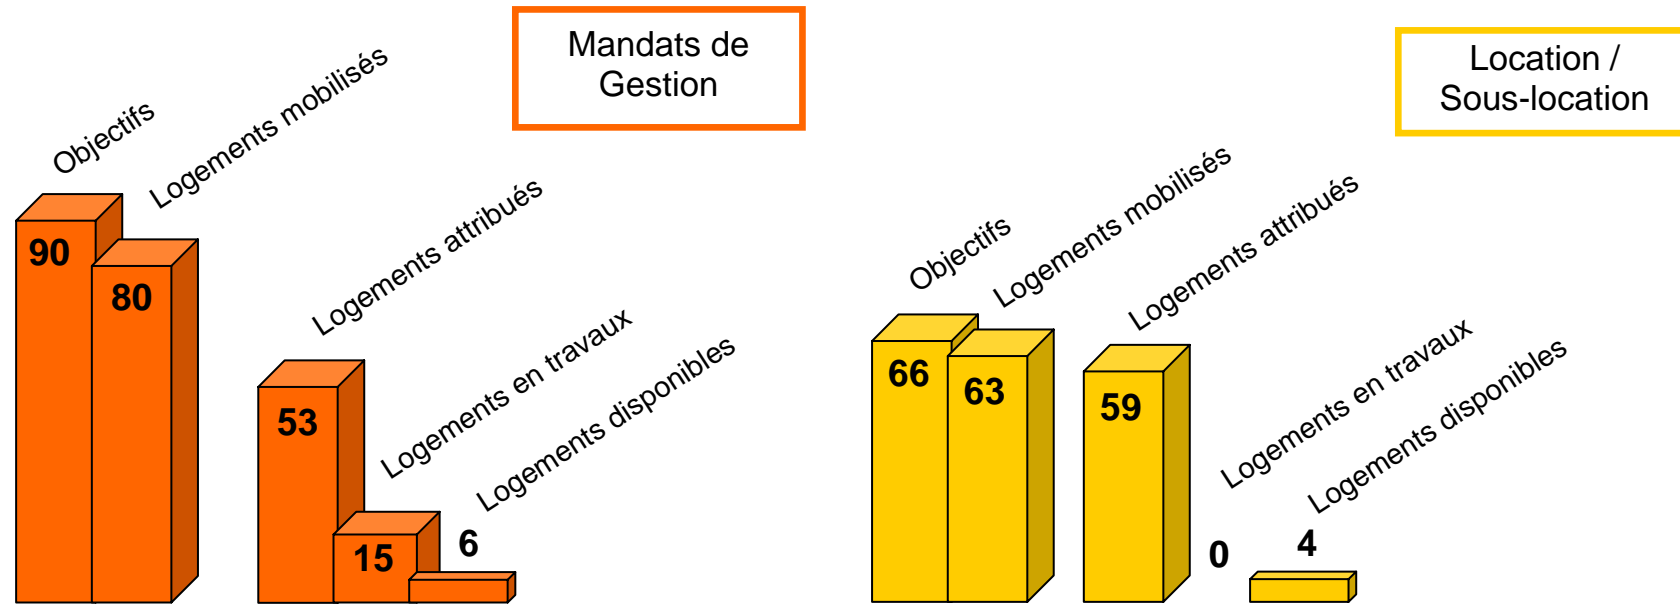 Mandats de
Gestion
Objectifs
Logements mobilisés
Logements attribués
Logements en travaux
Logements disponibles
90
80
53
15
6
Location /
Sous-location
Objectifs
Logements mobilisés
Logements attribués
Logements en travaux
Logements disponibles
66
63
59
0
4